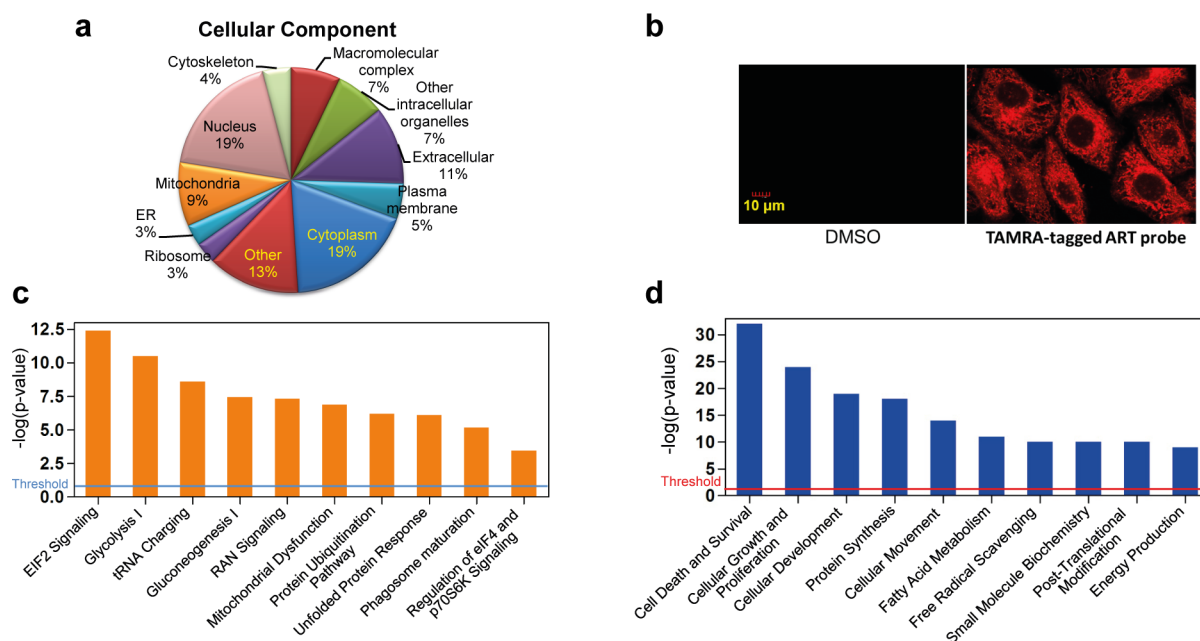 a
Cellular Component
Cytoskeleton
4%
Macromolecular
complex
7%
Other
intracellular
organelles
7%
Extracellular
11%
Plasma
membrane
5%
Cytoplasm
19%
Other
13%
Ribosome
3%
ER
3%
Mitochondria
9%
Nucleus
19%
b
10 μm
DMSO
TAMRA-tagged ART probe
c
-log(p-value)
12.5
10.0
7.5
5.0
2.5
0.0
Threshold
EIF2 Signaling
Glycolysis I
tRNA Charging
Gluconeogenesis I
RAN Signaling
Mitochondrial Dysfunction
Protein Ubiquitination
Pathway
Unfolded Protein Response
Phagosome maturation
Regulation of eIF4 and
p70S6K Signaling
d
-log(p-value)
30
25
20
15
10
5
0
Threshold
Cell Death and Survival
Cellular Growth and
Proliferation
Cellular Development
Protein Synthesis
Cellular Movement
Fatty Acid Metabolism
Free Radical Scavenging
Small Molecule Biochemistry
Post-Translational
Modification
Energy Production